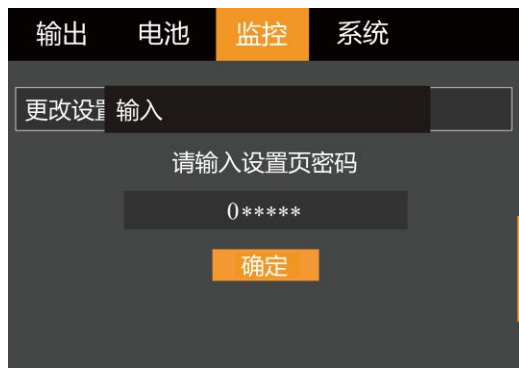 输出 电池 监控 系统
更改设置 输入
请输入设置页密码
0*****
确定